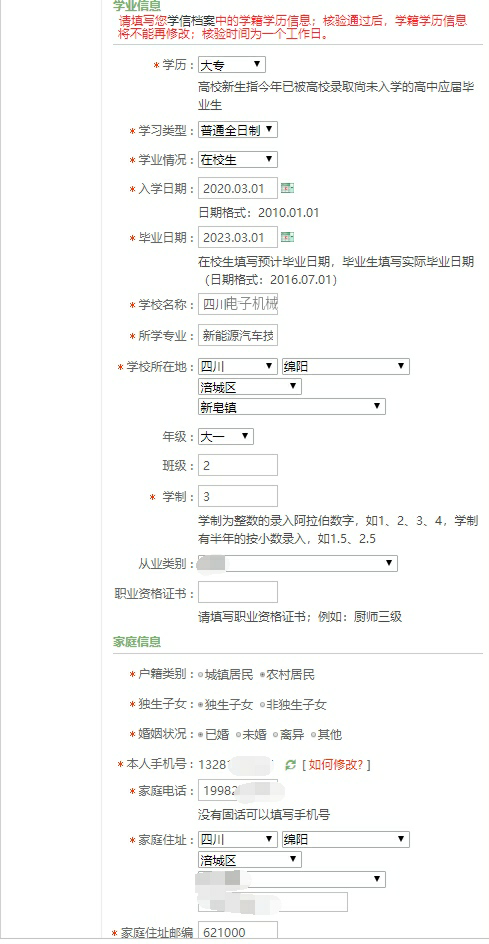 学业信息
请填写您学信档案中的学籍学历信息；核验通过后，学籍学历信息
将不能再修改；核验时间为一个工作日。
* 学历： 大专
高校新生指今年已被高校录取尚未入学的高中应届毕
业生
* 学习类型： 普通全日制
* 学业情况： 在校生
* 入学日期： 2020.03.01
日期格式：2010.01.01
* 毕业日期： 2023.03.01
在校生填写预计毕业日期，毕业生填写实际毕业日期
（日期格式：2016.07.01）
* 学校名称： 四川电子机械
* 所学专业： 新能源汽车技
* 学校所在地： 四川 绵阳
涪城区
新皂镇
年级： 大一
班级： 2
* 学制： 3
学制为整数的录入阿拉伯数字，如1、2、3、4，学制
有半年的按小数录入，如1.5、2.5
从业类别：
职业资格证书：
请填写职业资格证书；例如：厨师三级
家庭信息
* 户籍类别： 城镇居民 农村居民
* 独生子女： 独生子女 非独生子女
* 婚姻状况： 已婚 未婚 离异 其他
* 本人手机号： 1328 [ 如何修改? ]
* 家庭电话： 1998
没有固话可以填写手机号
* 家庭住址： 四川 绵阳
涪城区
* 家庭住址邮编 621000